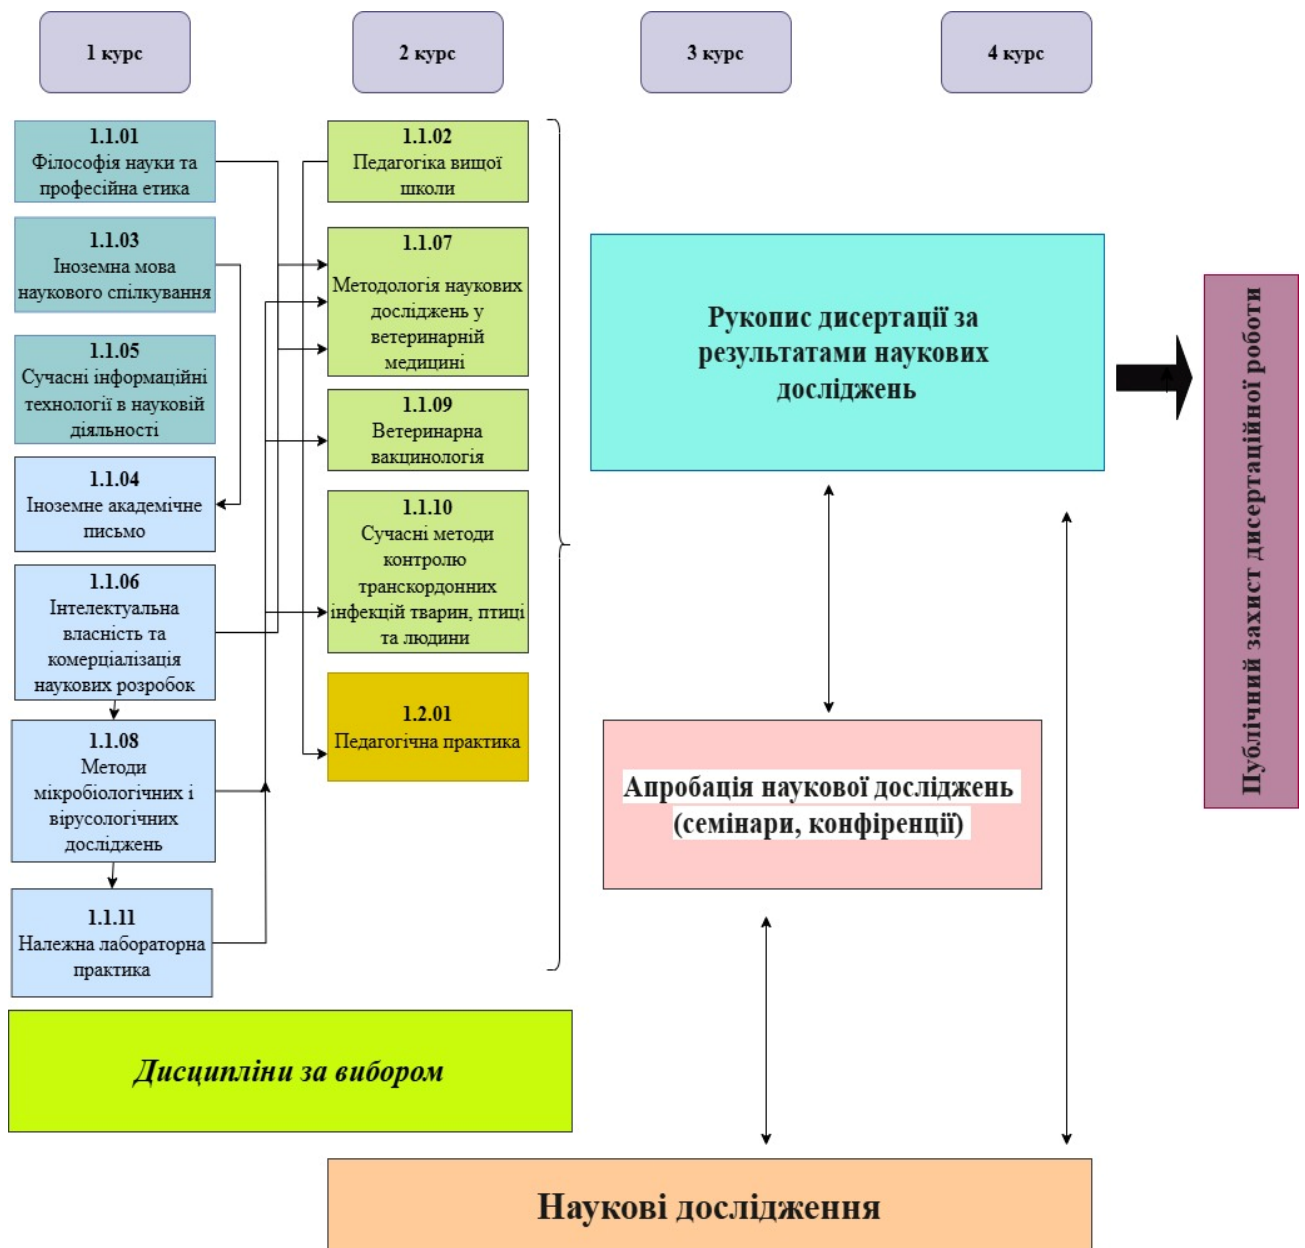 1 курс
2 курс
3 курс
4 курс
1.1.01
Філософія науки та
професійна етика
1.1.03
Іноземна мова
наукового спілкування
1.1.05
Сучасні інформаційні
технології в науковій
діяльності
1.1.04
Іноземне академічне
письмо
1.1.06
Інтелектуальна
власність та
комерціалізація
наукових розробок
1.1.08
Методи
мікробіологічних і
вірусологічних
досліджень
1.1.11
Належна лабораторна
практика
1.1.02
Педагогіка вищої
школи
1.1.07
Методологія наукових
досліджень у
ветеринарній
медицині
1.1.09
Ветеринарна
вакцинологія
1.1.10
Сучасні методи
контролю
транскордонних
інфекцій тварин, птиці
та людини
1.2.01
Педагогічна практика
Рукопис дисертації за
результатами наукових
досліджень
Апробація наукової досліджень
(семінари, конфіренції)
Публічний захист дисертаційної роботи
Дисципліни за вибором
Наукові дослідження